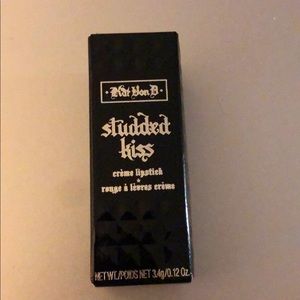 • Kat Von D •
studded
kiss
crème lipstick
•
rouge à lèvres crème
NET WT./POIDS NET 3.4g/0.12 Oz.